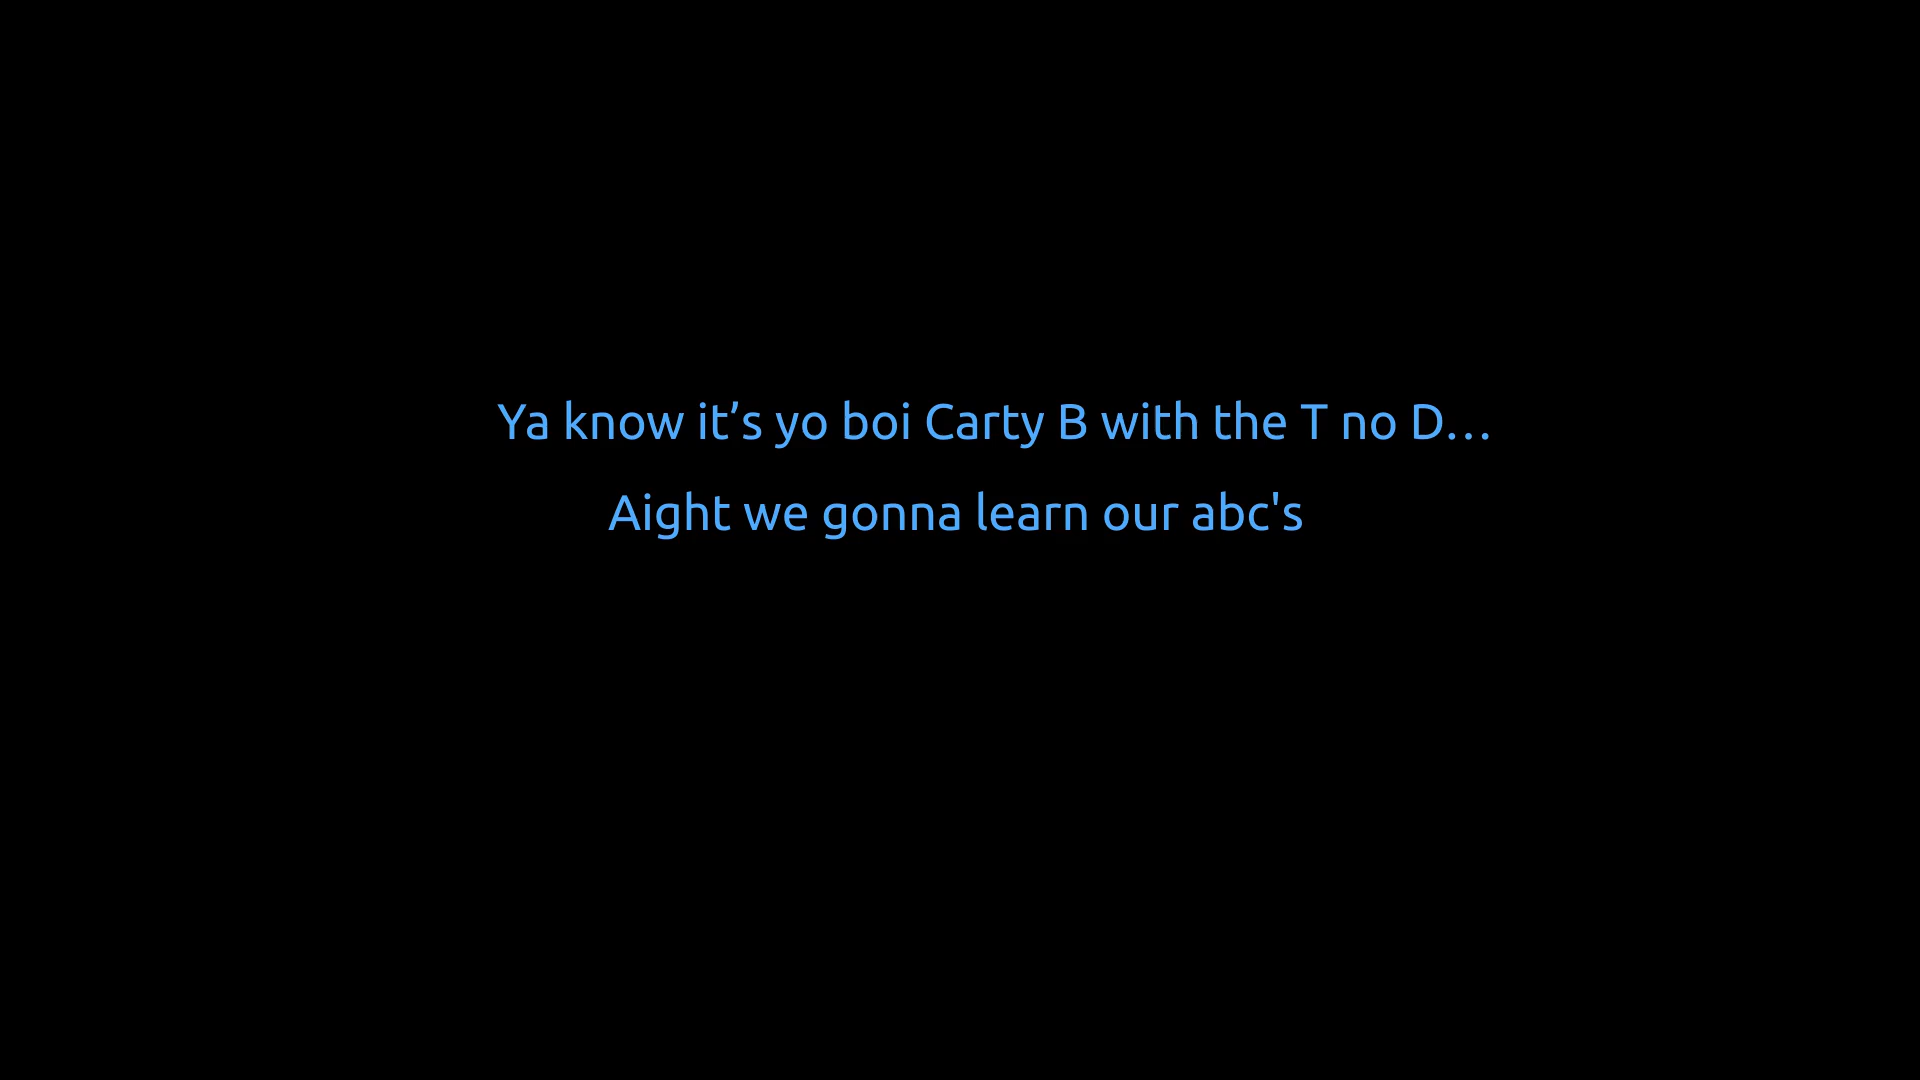 Ya know it’s yo boi Carty B with the T no D…
Aight we gonna learn our abc's